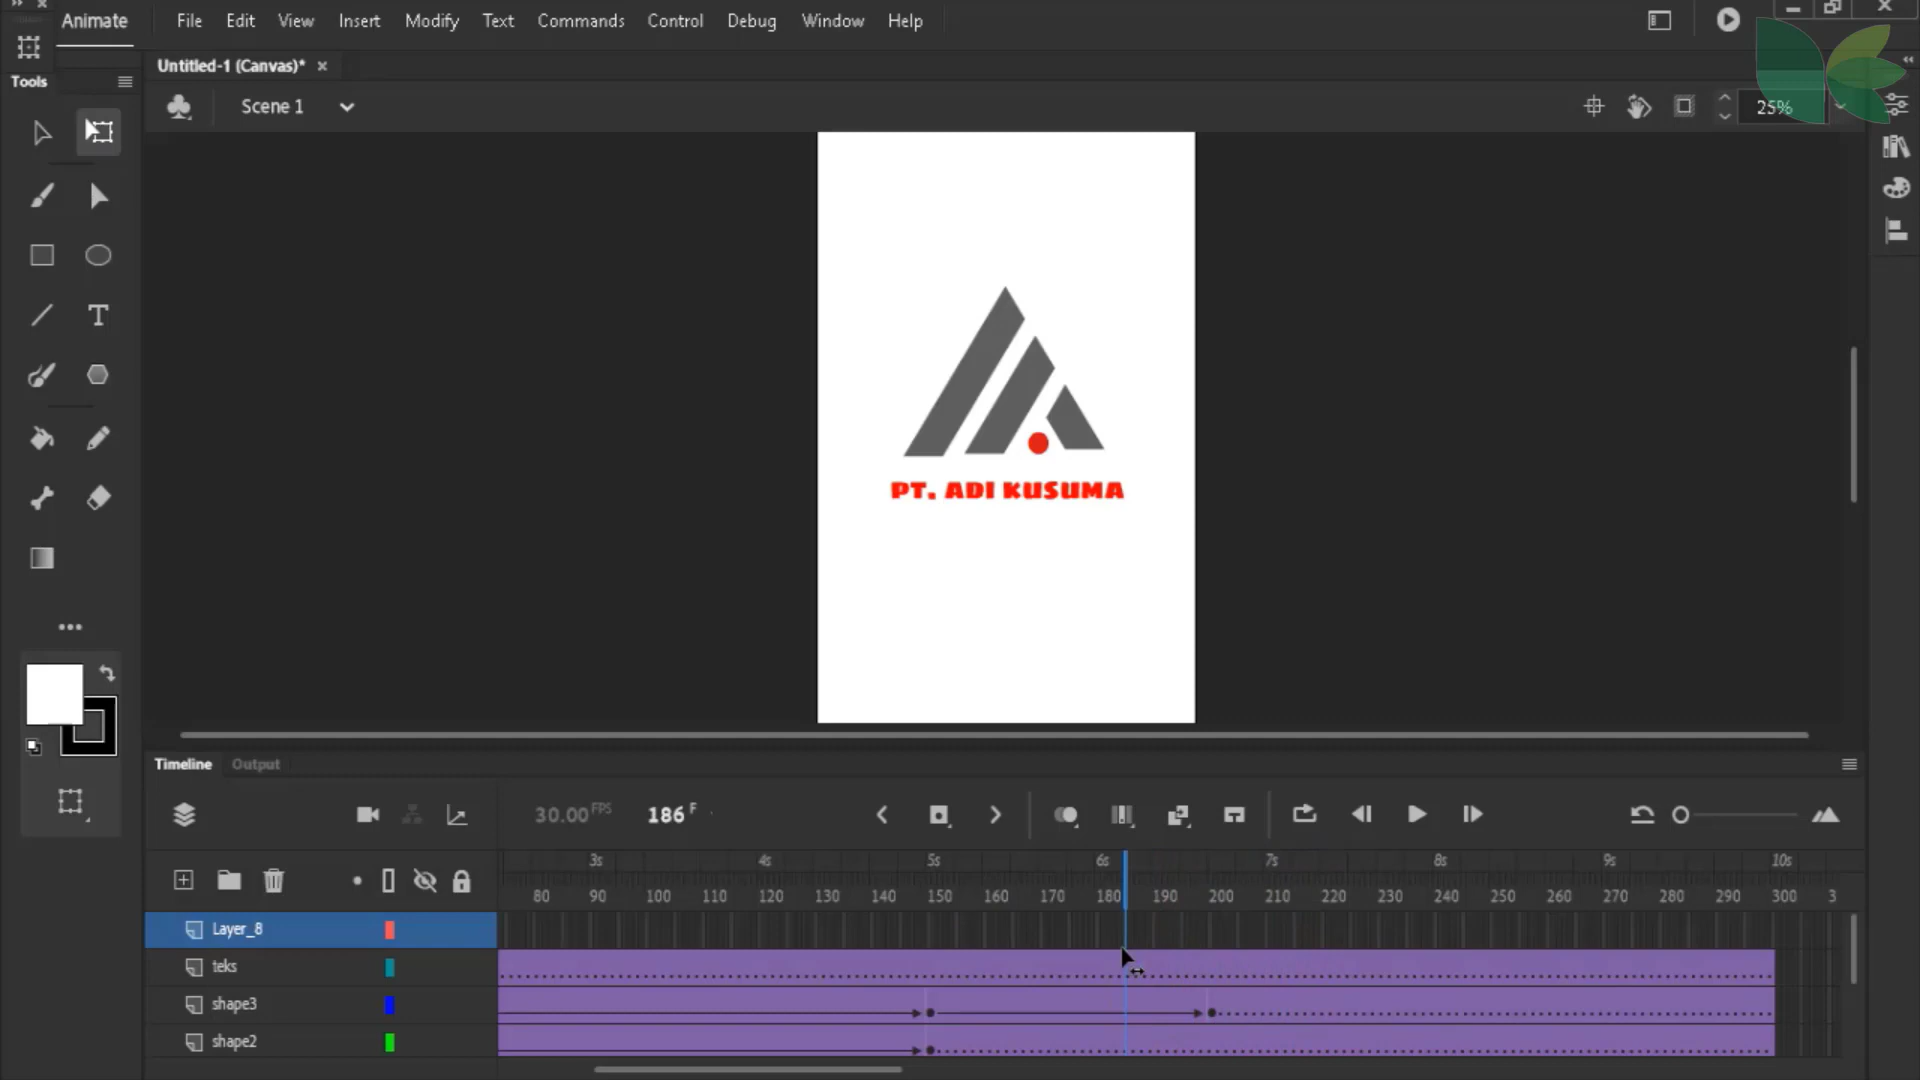 Animate
File Edit View Insert Modify Text Commands Control Debug Window Help
Untitled-1 (Canvas)*
Tools
Scene 1
25%
PT. ADI KUSUMA
Timeline Output
30.00 FPS 186 F
3s 4s 5s 6s 7s 8s 9s 10s
80 90 100 110 120 130 140 150 160 170 180 190 200 210 220 230 240 250 260 270 280 290 300 3
Layer_8
teks
shape3
shape2